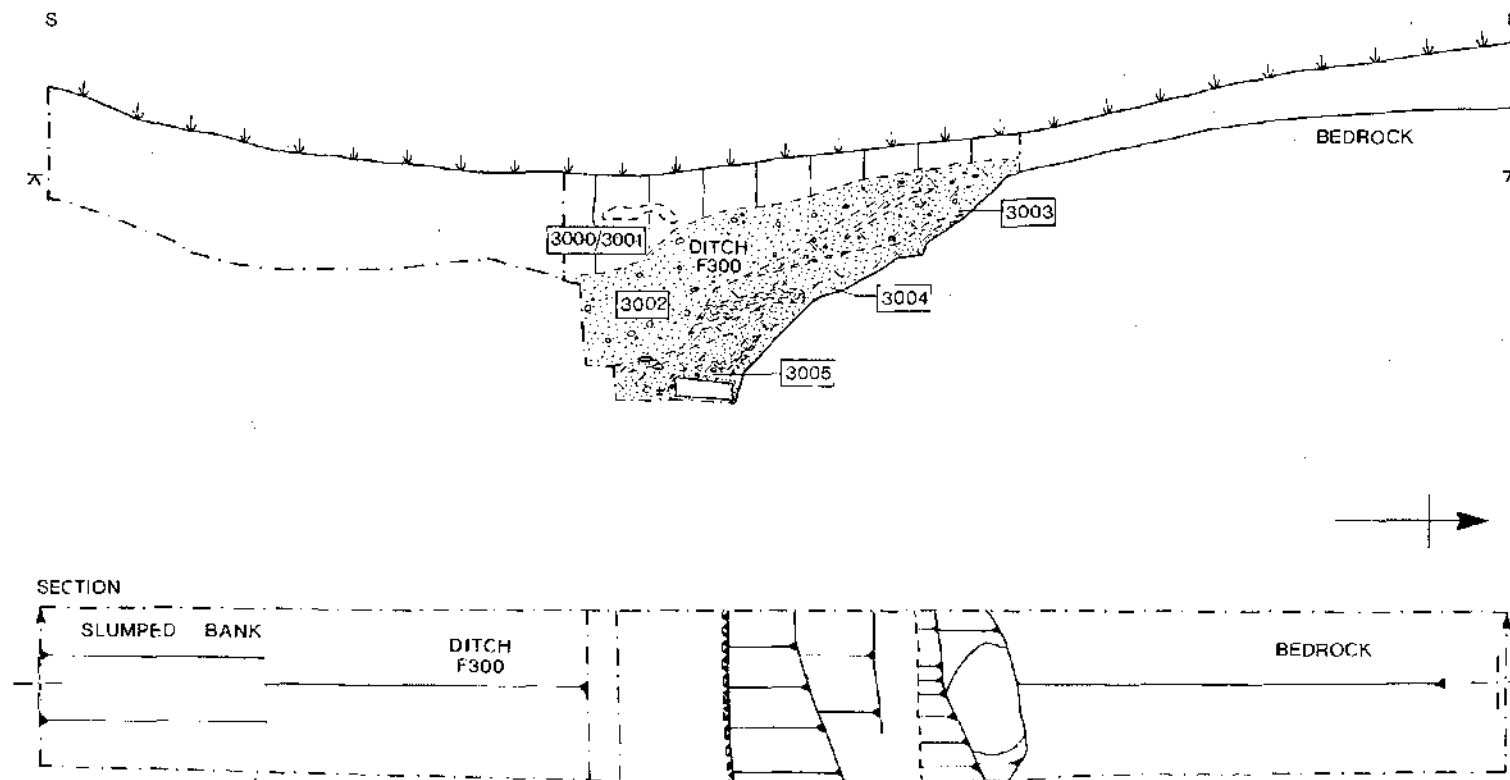 S
BEDROCK
3003
3000/3001
DITCH
F300
3002
3004
3005
SECTION
SLUMPED BANK
DITCH
F300
BEDROCK